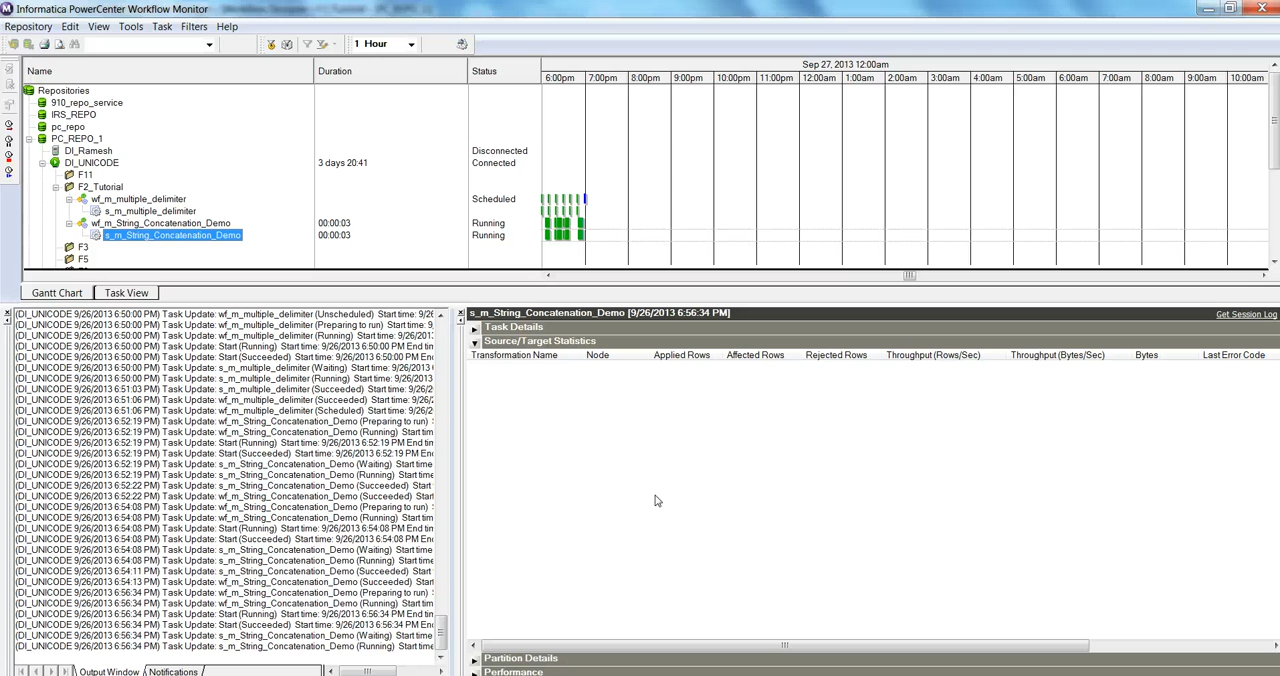 Informatica PowerCenter Workflow Monitor
Repository Edit View Tools Task Filters Help
1 Hour
Name Duration Status Sep 27, 2013 12:00am
6:00pm 7:00pm 8:00pm 9:00pm 10:00pm 11:00pm 12:00am 1:00am 2:00am 3:00am 4:00am 5:00am 6:00am 7:00am 8:00am 9:00am 10:00am
Repositories
910_repo_service
IRS_REPO
pc_repo
PC_REPO_1
DI_Ramesh Disconnected
DI_UNICODE 3 days 20:41 Connected
F11
F2_Tutorial
wf_m_multiple_delimiter Scheduled
s_m_multiple_delimiter
wf_m_String_Concatenation_Demo 00:00:03 Running
s_m_String_Concatenation_Demo 00:00:03 Running
F3
F5
Gantt Chart Task View
(DI_UNICODE 9/26/2013 6:50:00 PM) Task Update: wf_m_multiple_delimiter (Unscheduled) Start time: 9/26
(DI_UNICODE 9/26/2013 6:50:00 PM) Task Update: wf_m_multiple_delimiter (Preparing to run) Start time: 9
(DI_UNICODE 9/26/2013 6:50:00 PM) Task Update: wf_m_multiple_delimiter (Running) Start time: 9/26/201
(DI_UNICODE 9/26/2013 6:50:00 PM) Task Update: Start (Running) Start time: 9/26/2013 6:50:00 PM End tim
(DI_UNICODE 9/26/2013 6:50:00 PM) Task Update: Start (Succeeded) Start time: 9/26/2013 6:50:00 PM End
(DI_UNICODE 9/26/2013 6:50:00 PM) Task Update: s_m_multiple_delimiter (Waiting) Start time: 9/26/201
(DI_UNICODE 9/26/2013 6:50:00 PM) Task Update: s_m_multiple_delimiter (Running) Start time: 9/26/201
(DI_UNICODE 9/26/2013 6:51:03 PM) Task Update: s_m_multiple_delimiter (Succeeded) Start time: 9/26/2
(DI_UNICODE 9/26/2013 6:51:06 PM) Task Update: wf_m_multiple_delimiter (Succeeded) Start time: 9/26/
(DI_UNICODE 9/26/2013 6:51:06 PM) Task Update: wf_m_multiple_delimiter (Scheduled) Start time: 9/26/
(DI_UNICODE 9/26/2013 6:52:19 PM) Task Update: wf_m_String_Concatenation_Demo (Preparing to run)
(DI_UNICODE 9/26/2013 6:52:19 PM) Task Update: wf_m_String_Concatenation_Demo (Running) Start time
(DI_UNICODE 9/26/2013 6:52:19 PM) Task Update: Start (Running) Start time: 9/26/2013 6:52:19 PM End tim
(DI_UNICODE 9/26/2013 6:52:19 PM) Task Update: Start (Succeeded) Start time: 9/26/2013 6:52:19 PM End
(DI_UNICODE 9/26/2013 6:52:19 PM) Task Update: s_m_String_Concatenation_Demo (Waiting) Start time
(DI_UNICODE 9/26/2013 6:52:19 PM) Task Update: s_m_String_Concatenation_Demo (Running) Start time
(DI_UNICODE 9/26/2013 6:52:22 PM) Task Update: s_m_String_Concatenation_Demo (Succeeded) Start
(DI_UNICODE 9/26/2013 6:52:22 PM) Task Update: wf_m_String_Concatenation_Demo (Succeeded) Start
(DI_UNICODE 9/26/2013 6:54:08 PM) Task Update: wf_m_String_Concatenation_Demo (Preparing to run)
(DI_UNICODE 9/26/2013 6:54:08 PM) Task Update: wf_m_String_Concatenation_Demo (Running) Start time
(DI_UNICODE 9/26/2013 6:54:08 PM) Task Update: Start (Running) Start time: 9/26/2013 6:54:08 PM End tim
(DI_UNICODE 9/26/2013 6:54:08 PM) Task Update: Start (Succeeded) Start time: 9/26/2013 6:54:08 PM End
(DI_UNICODE 9/26/2013 6:54:08 PM) Task Update: s_m_String_Concatenation_Demo (Waiting) Start time
(DI_UNICODE 9/26/2013 6:54:08 PM) Task Update: s_m_String_Concatenation_Demo (Running) Start time
(DI_UNICODE 9/26/2013 6:54:11 PM) Task Update: s_m_String_Concatenation_Demo (Succeeded) Start
(DI_UNICODE 9/26/2013 6:54:13 PM) Task Update: wf_m_String_Concatenation_Demo (Succeeded) Start
(DI_UNICODE 9/26/2013 6:56:34 PM) Task Update: wf_m_String_Concatenation_Demo (Preparing to run)
(DI_UNICODE 9/26/2013 6:56:34 PM) Task Update: wf_m_String_Concatenation_Demo (Running) Start time
(DI_UNICODE 9/26/2013 6:56:34 PM) Task Update: Start (Running) Start time: 9/26/2013 6:56:34 PM End tim
(DI_UNICODE 9/26/2013 6:56:34 PM) Task Update: Start (Succeeded) Start time: 9/26/2013 6:56:34 PM End
(DI_UNICODE 9/26/2013 6:56:34 PM) Task Update: s_m_String_Concatenation_Demo (Waiting) Start time
(DI_UNICODE 9/26/2013 6:56:34 PM) Task Update: s_m_String_Concatenation_Demo (Running) Start time
Output Window Notifications
s_m_String_Concatenation_Demo [9/26/2013 6:56:34 PM] Get Session Log
Task Details
Source/Target Statistics
Transformation Name Node Applied Rows Affected Rows Rejected Rows Throughput (Rows/Sec) Throughput (Bytes/Sec) Bytes Last Error Code
Partition Details
Performance